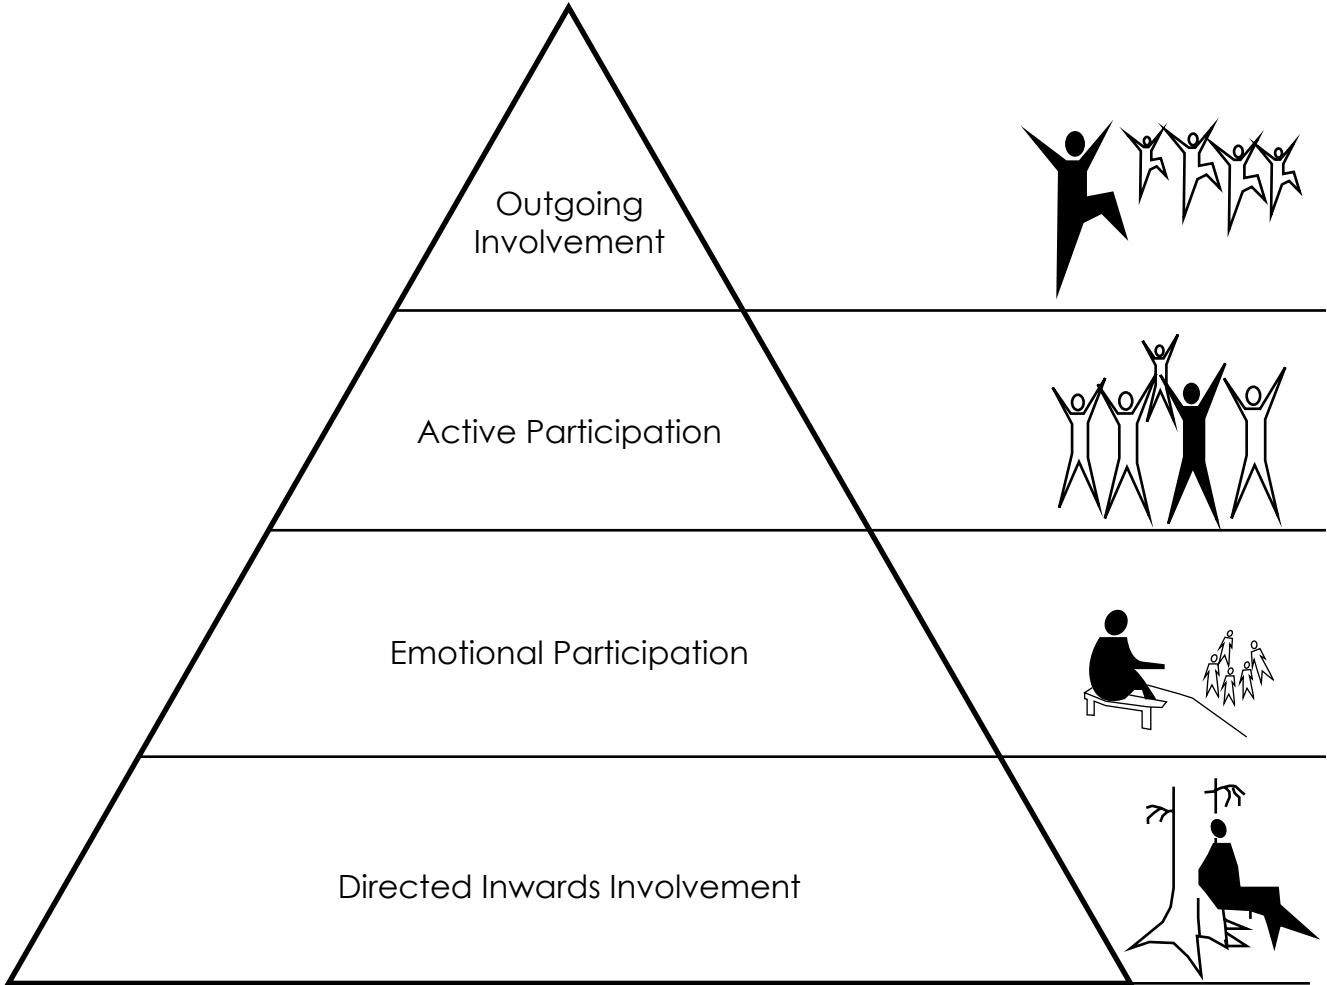 Outgoing
Involvement
Active Participation
Emotional Participation
Directed Inwards Involvement